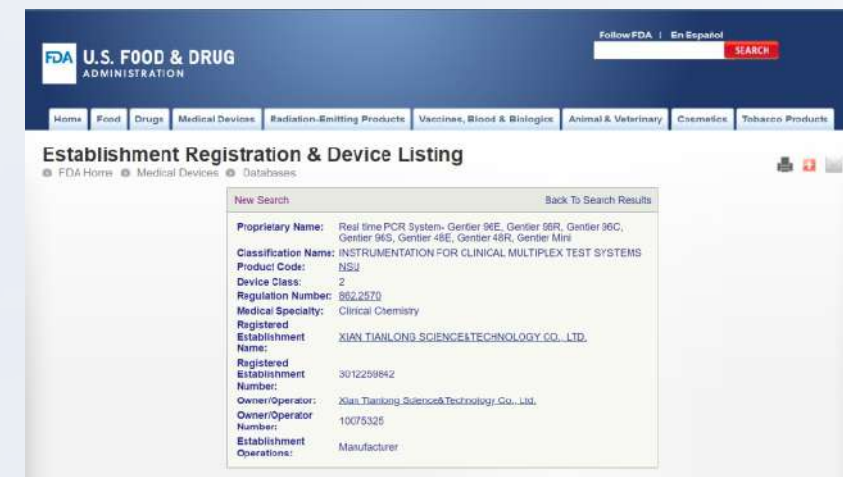 Follow FDA | En Español
SEARCH
FDA U.S. FOOD & DRUG
ADMINISTRATION
Home Food Drugs Medical Devices Radiation-Emitting Products Vaccines, Blood & Biologics Animal & Veterinary Cosmetics Tobacco Products
Establishment Registration & Device Listing
FDA Home Medical Devices Databases
New Search Back To Search Results
Proprietary Name: Real time PCR System- Gentier 96E, Gentier 96R, Gentier 96C,
Gentier 96S, Gentier 48E, Gentier 48R, Gentier Mini
Classification Name: INSTRUMENTATION FOR CLINICAL MULTIPLEX TEST SYSTEMS
Product Code: NSU
Device Class: 2
Regulation Number: 862.2570
Medical Specialty: Clinical Chemistry
Registered
Establishment
Name: XIAN TIANLONG SCIENCE&TECHNOLOGY CO., LTD.
Registered
Establishment
Number: 3012259842
Owner/Operator: Xian Tianlong Science&Technology Co., Ltd.
Owner/Operator
Number: 10075325
Establishment
Operations: Manufacturer